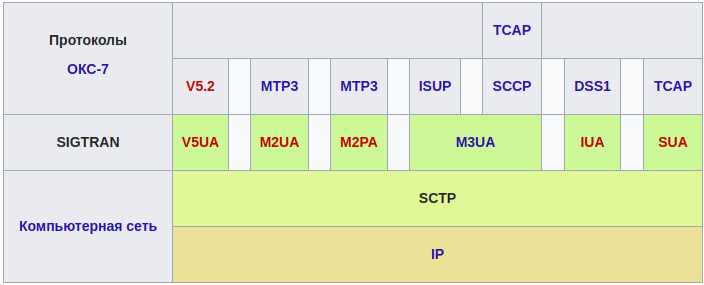 Протоколы
ОКС-7
TCAP
V5.2 MTP3 MTP3 ISUP SCCP DSS1 TCAP
SIGTRAN V5UA M2UA M2PA M3UA IUA SUA
Компьютерная сеть
SCTP
IP